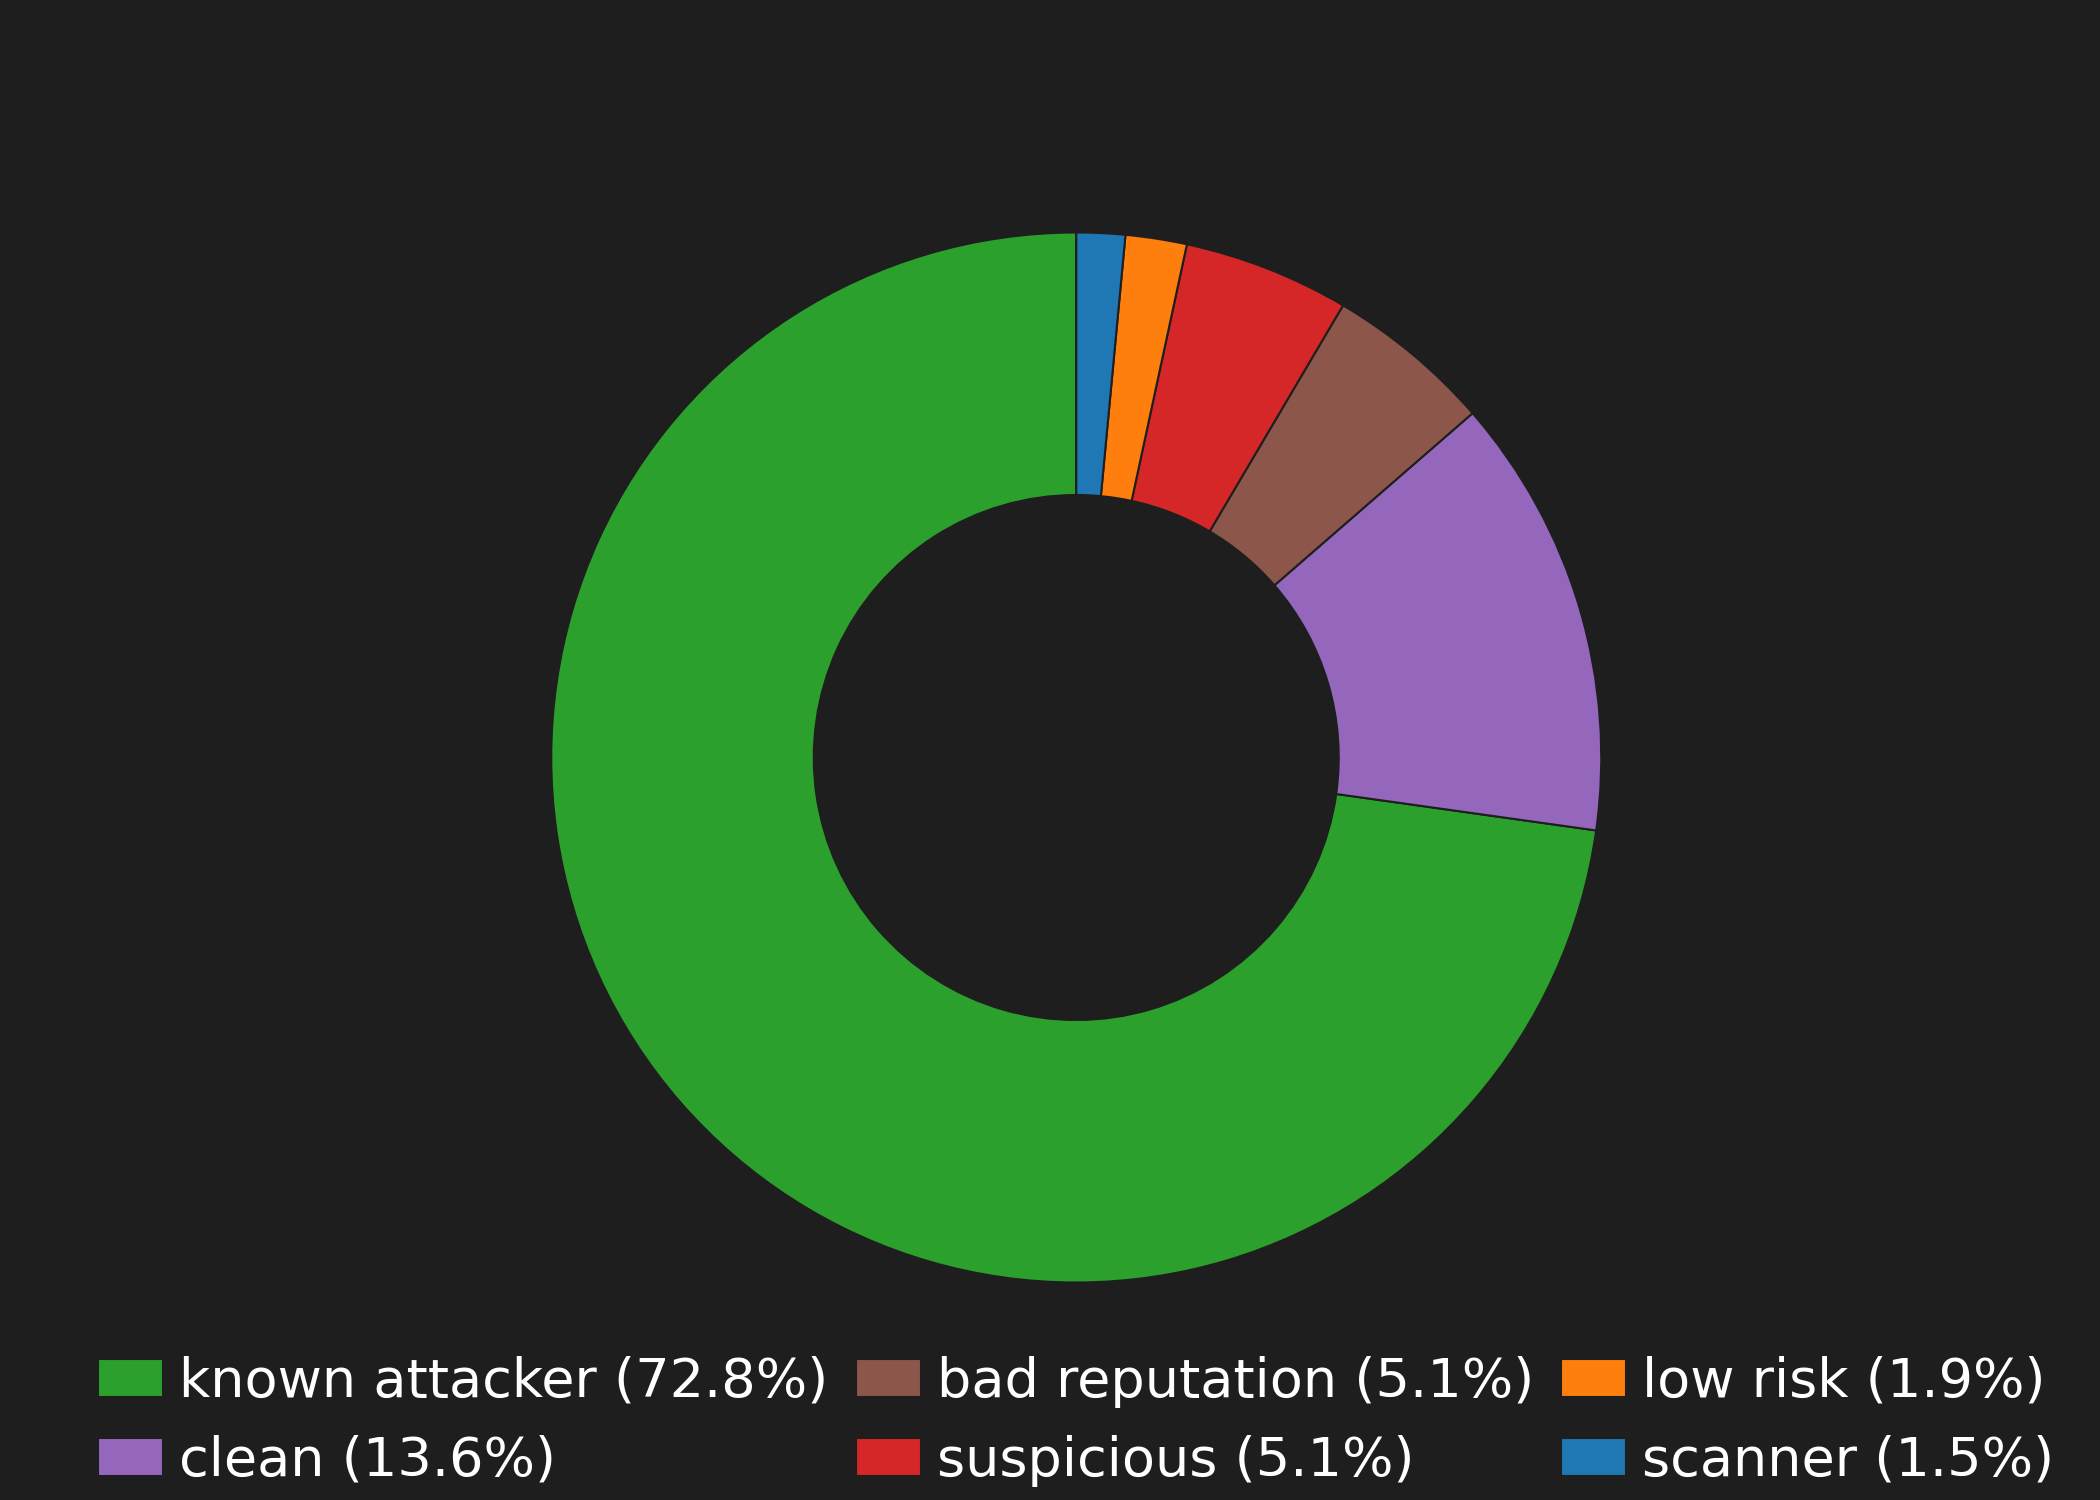 known attacker (72.8%)
clean (13.6%)
bad reputation (5.1%)
suspicious (5.1%)
low risk (1.9%)
scanner (1.5%)